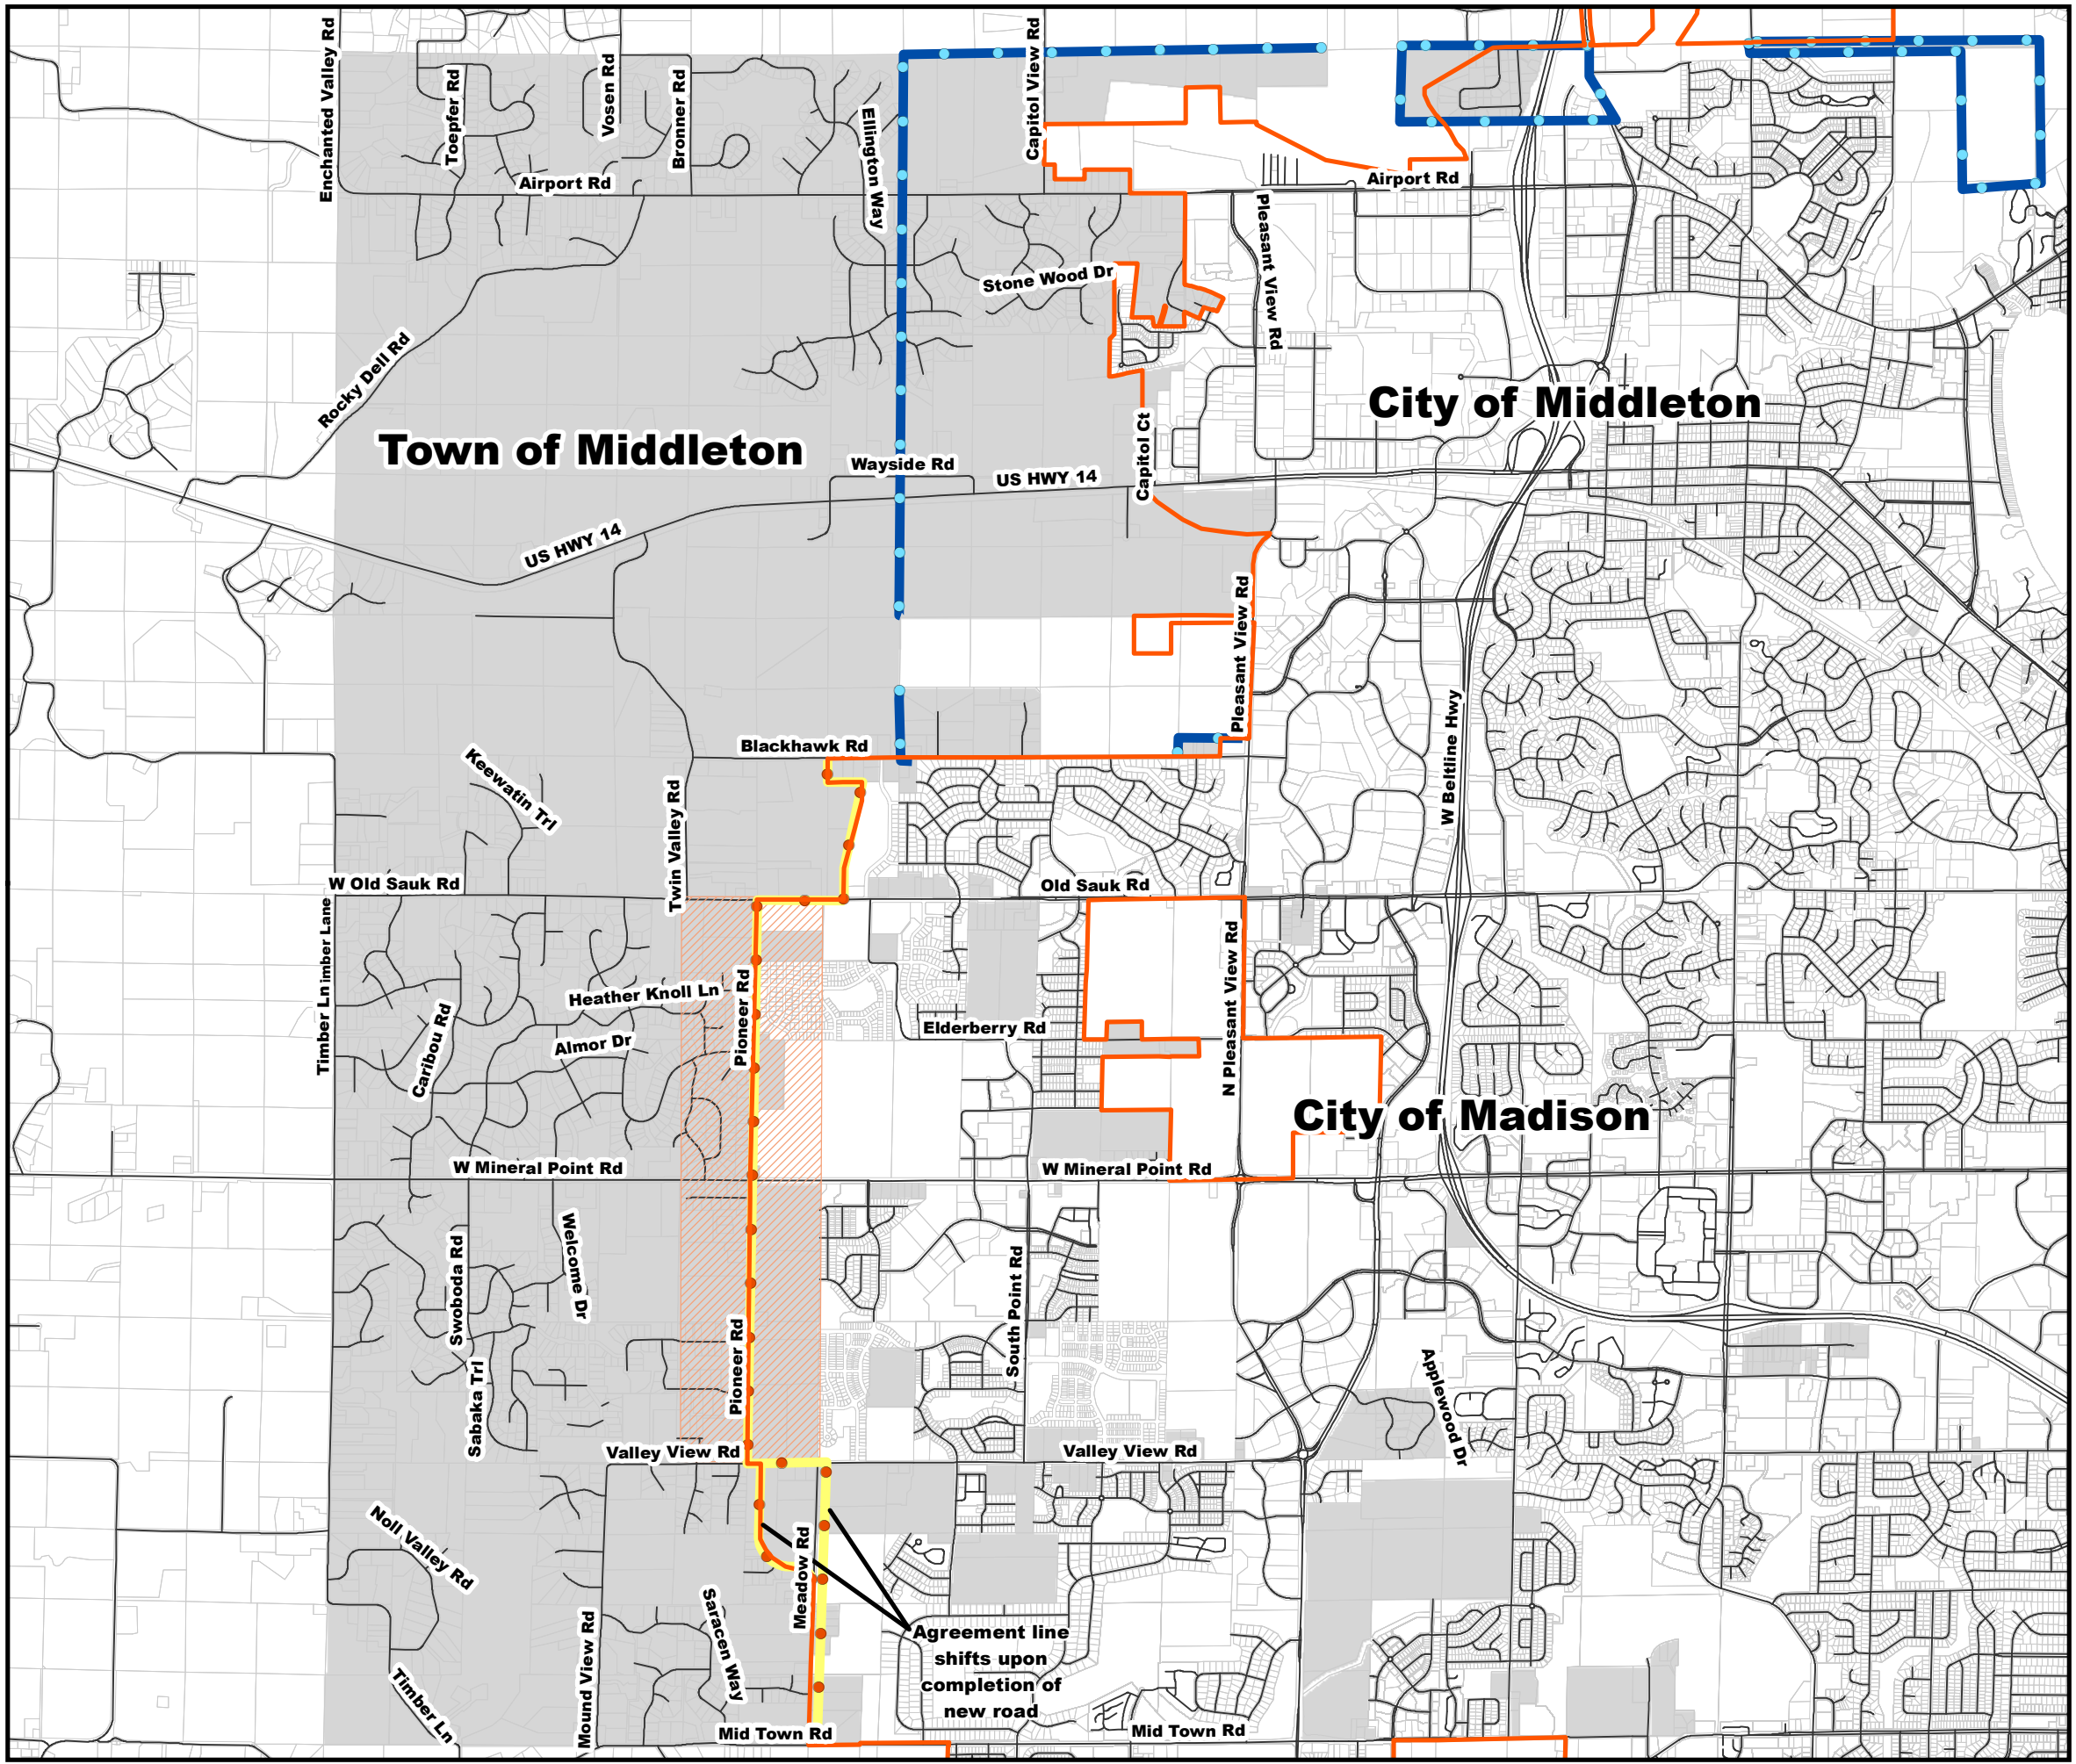 Enchanted Valley Rd
Toepfer Rd
Vosen Rd
Bronner Rd
Ellington Way
Capitol View Rd
Airport Rd
Airport Rd
Pleasant View Rd
Stone Wood Dr
Rocky Dell Rd
City of Middleton
Town of Middleton
Capitol Ct
Wayside Rd
US HWY 14
US HWY 14
Pleasant View Rd
W Beltline Hwy
Blackhawk Rd
Keewatin Trl
Twin Valley Rd
W Old Sauk Rd
Old Sauk Rd
Timber Lane
Timber Ln
Caribou Rd
Heather Knoll Ln
Almor Dr
Pioneer Rd
Elderberry Rd
N Pleasant View Rd
City of Madison
W Mineral Point Rd
W Mineral Point Rd
Swoboda Rd
Welcome Dr
Sabaka Trl
Pioneer Rd
South Point Rd
Applewood Dr
Valley View Rd
Valley View Rd
Noll Valley Rd
Meadow Rd
Saracen Way
Mound View Rd
Timber Ln
Agreement line
shifts upon
completion of
new road
Mid Town Rd
Mid Town Rd